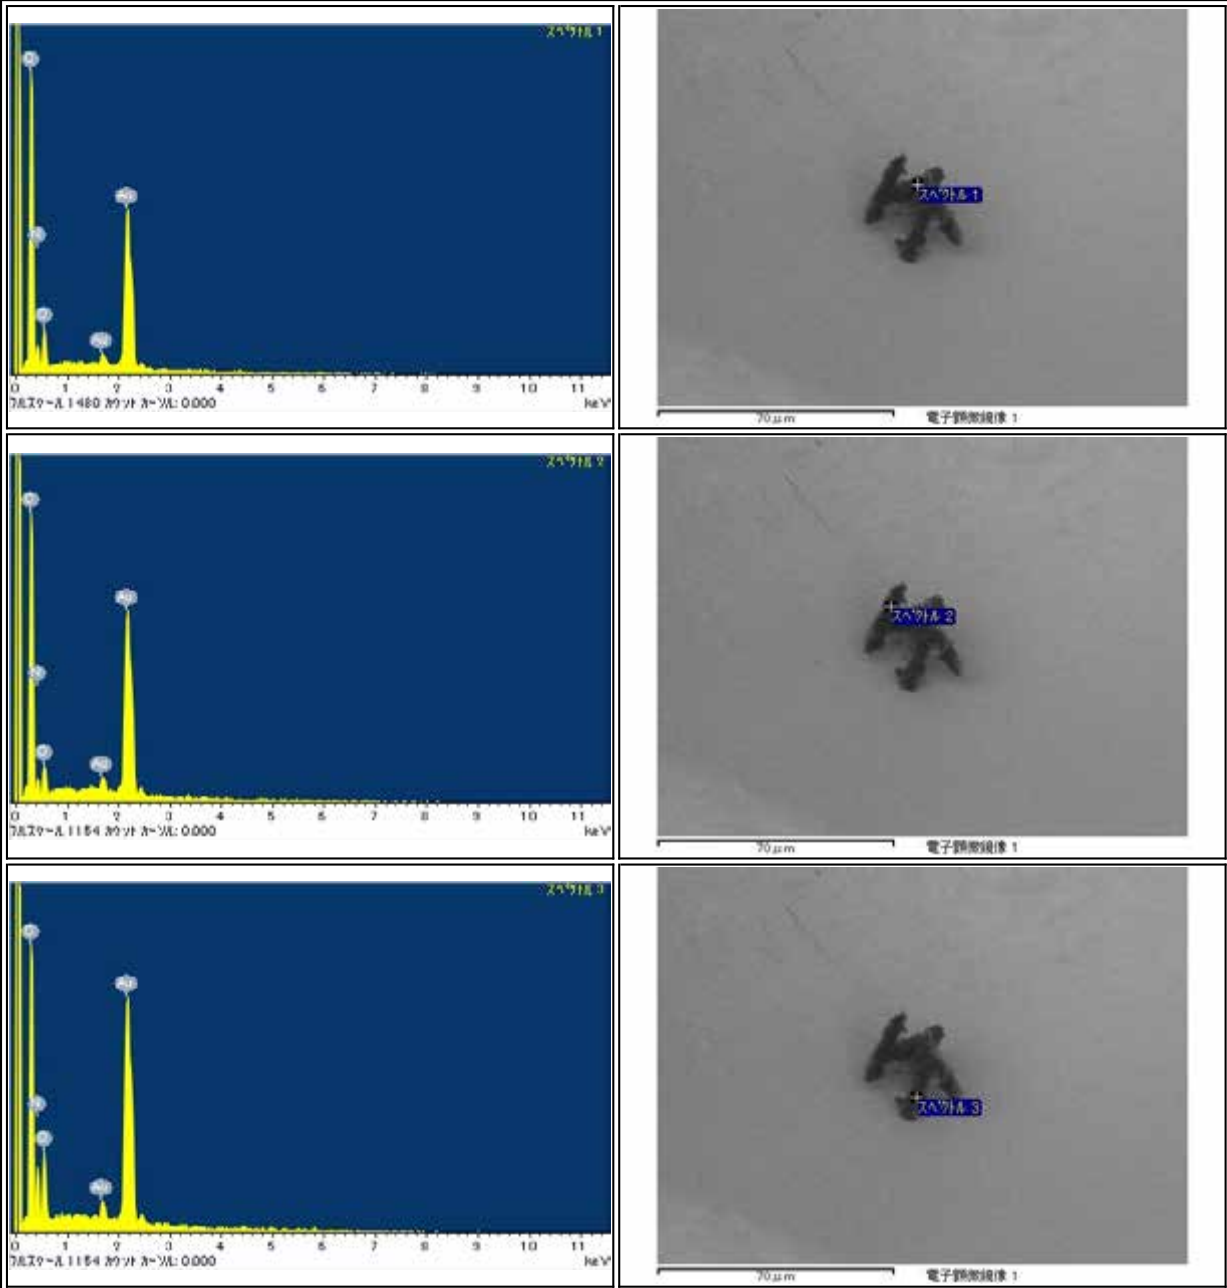 スペクトル 1
Au
N
O
Au
0 1 2 3 4 5 6 7 8 9 10 11
フルスケール 1480 カウント カーソル: 0.000 keV
スペクトル 1
70μm 電子顕微鏡像 1
スペクトル 2
Au
N
O
Au
0 1 2 3 4 5 6 7 8 9 10 11
フルスケール 1154 カウント カーソル: 0.000 keV
スペクトル 2
70μm 電子顕微鏡像 1
スペクトル 3
Au
N
O
Au
0 1 2 3 4 5 6 7 8 9 10 11
フルスケール 1154 カウント カーソル: 0.000 keV
スペクトル 3
70μm 電子顕微鏡像 1